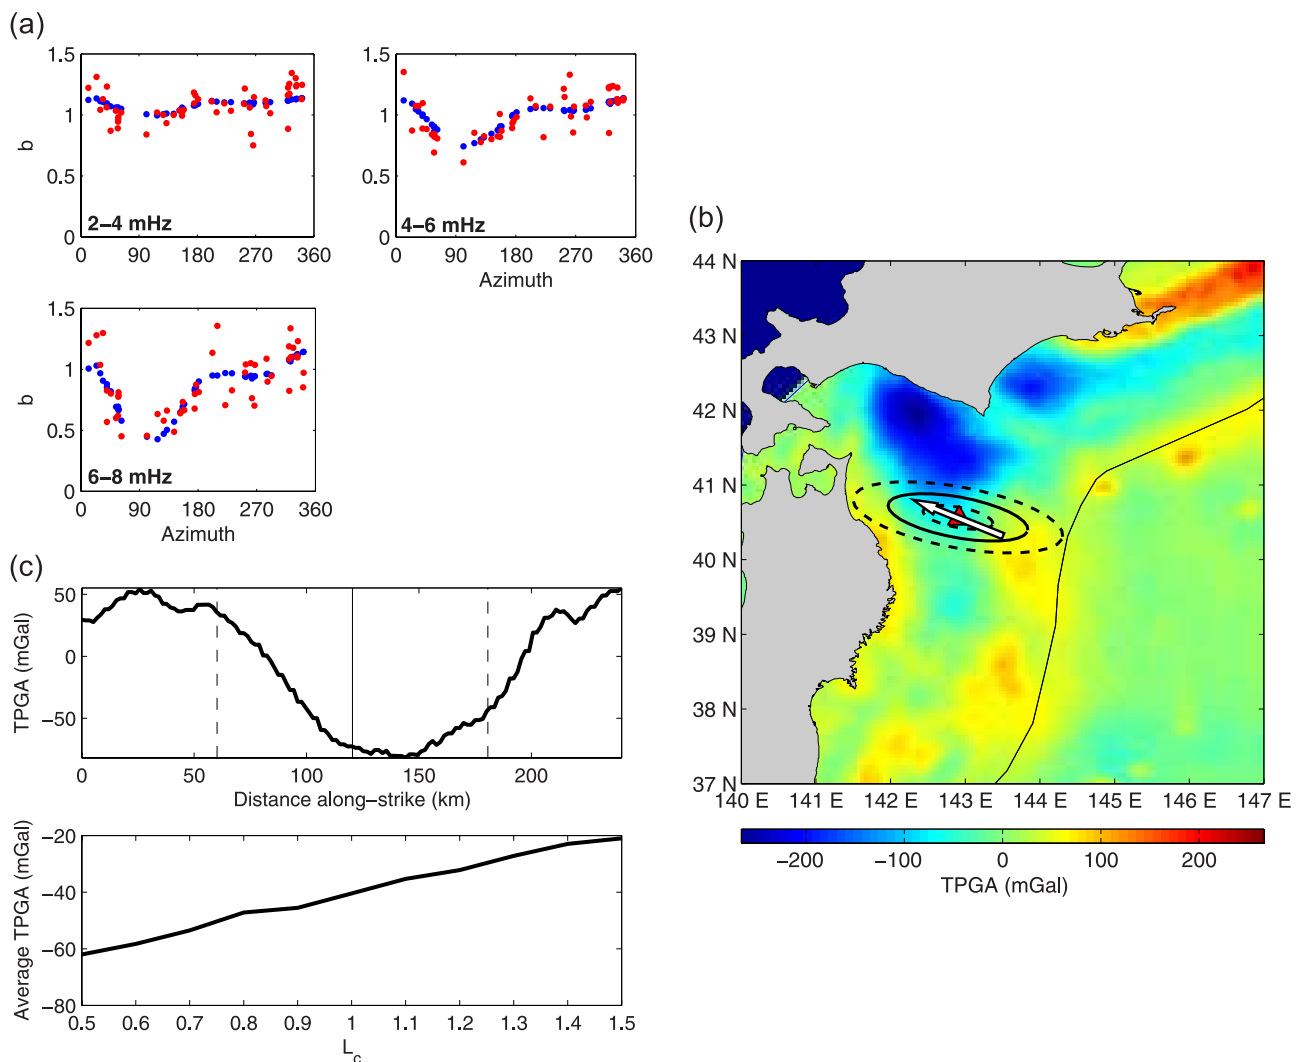 (a)
1.5
1
0.5
0
b
2–4 mHz
0 90 180 270 360
1.5
1
0.5
0
4–6 mHz
0 90 180 270 360
Azimuth
1.5
1
0.5
0
b
6–8 mHz
0 90 180 270 360
Azimuth
(b)
44 N
43 N
42 N
41 N
40 N
39 N
38 N
37 N
140 E 141 E 142 E 143 E 144 E 145 E 146 E 147 E
−200 −100 0 100 200
TPGA (mGal)
(c)
50
0
−50
TPGA (mGal)
0 50 100 150 200
Distance along−strike (km)
−20
−40
−60
−80
Average TPGA (mGal)
0.5 0.6 0.7 0.8 0.9 1 1.1 1.2 1.3 1.4 1.5
L_c